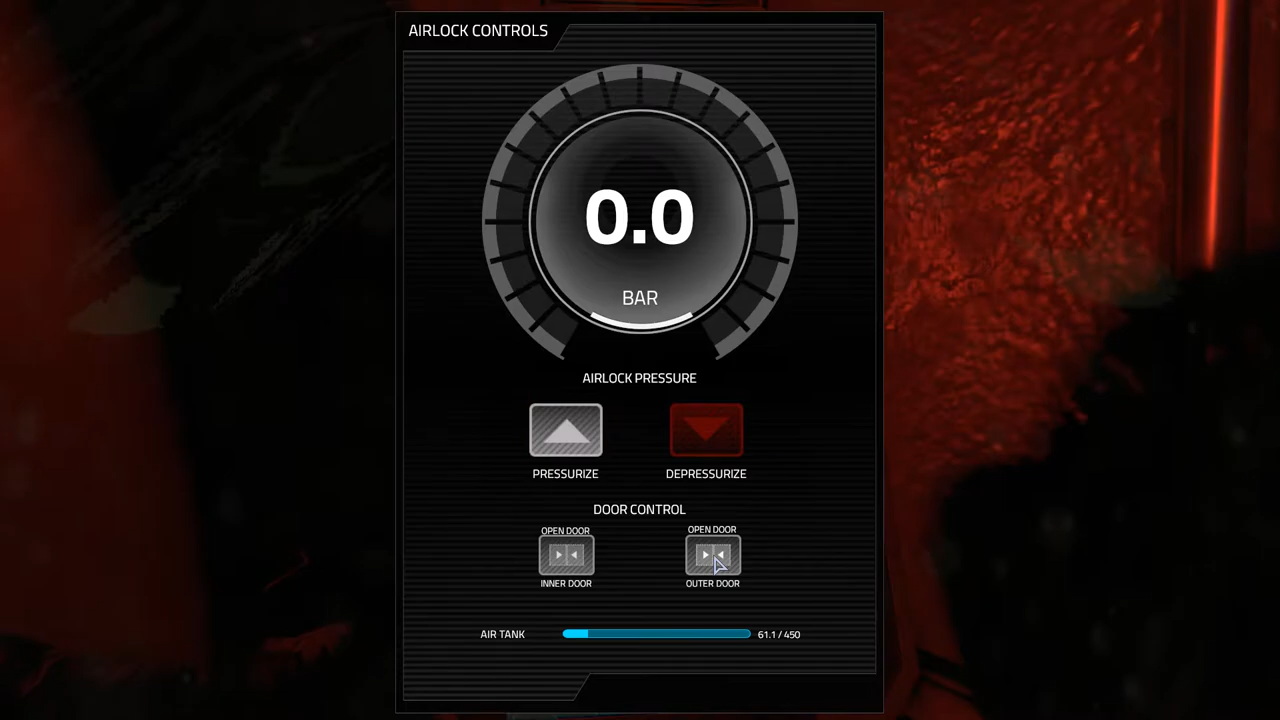 AIRLOCK CONTROLS
0.0
BAR
AIRLOCK PRESSURE
PRESSURIZE
DEPRESSURIZE
DOOR CONTROL
OPEN DOOR
OPEN DOOR
INNER DOOR
OUTER DOOR
AIR TANK
61.1 / 450